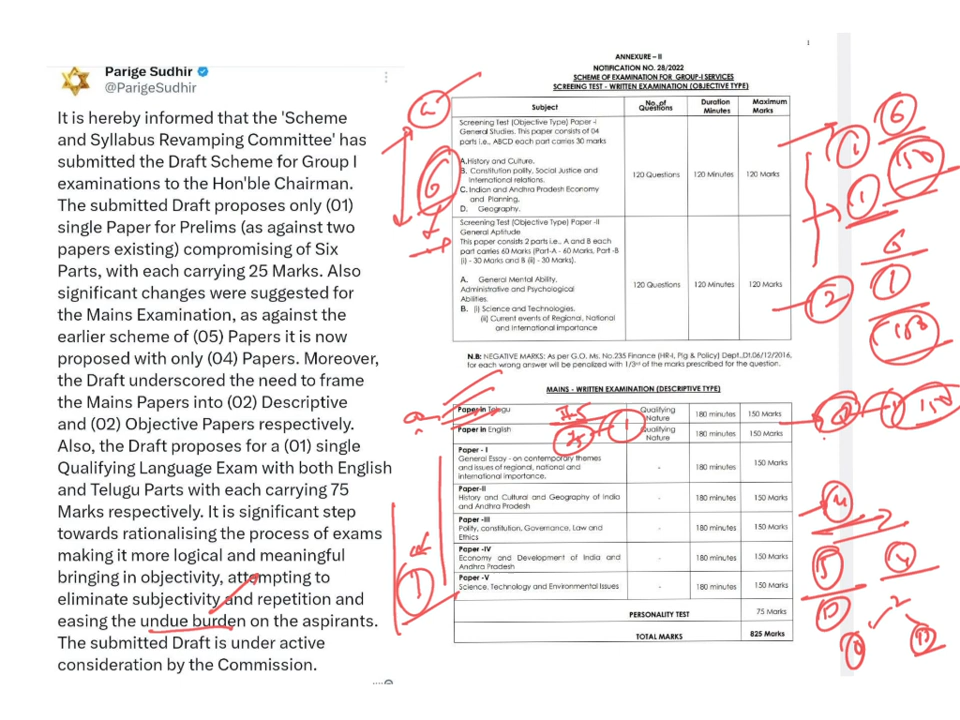 Parige Sudhir
@ParigeSudhir
It is hereby informed that the 'Scheme
and Syllabus Revamping Committee' has
submitted the Draft Scheme for Group I
examinations to the Hon'ble Chairman.
The submitted Draft proposes only (01)
single Paper for Prelims (as against two
papers existing) compromising of Six
Parts, with each carrying 25 Marks. Also
significant changes were suggested for
the Mains Examination, as against the
earlier scheme of (05) Papers it is now
proposed with only (04) Papers. Moreover,
the Draft underscored the need to frame
the Mains Papers into (02) Descriptive
and (02) Objective Papers respectively.
Also, the Draft proposes for a (01) single
Qualifying Language Exam with both English
and Telugu Parts with each carrying 75
Marks respectively. It is significant step
towards rationalising the process of exams
making it more logical and meaningful
bringing in objectivity, attempting to
eliminate subjectivity and repetition and
easing the undue burden on the aspirants.
The submitted Draft is under active
consideration by the Commission.
ANNEXURE – II
NOTIFICATION NO. 28/2022
SCHEME OF EXAMINATION FOR GROUP-I SERVICES
SCREEING TEST - WRITTEN EXAMINATION (OBJECTIVE TYPE)
Subject No. of Questions Duration Minutes Maximum Marks
Screening Test (Objective Type) Paper -I
General Studies. This paper consists of 04
parts i.e., ABCD each part carries 30 marks
A.History and Culture.
B. Constitution polity, Social Justice and
International relations.
C. Indian and Andhra Pradesh Economy
and Planning.
D. Geography.
120 Questions 120 Minutes 120 Marks
Screening Test (Objective Type) Paper -II
General Aptitude
This paper consists 2 parts i.e., A and B each
part carries 60 Marks (Part-A - 60 Marks, Part-B
(i) - 30 Marks and B (ii) - 30 Marks).
A. General Mental Ability,
Administrative and Psychological
Abilities.
B. (i) Science and Technologies.
(ii) Current events of Regional, National
and International importance
120 Questions 120 Minutes 120 Marks
N.B: NEGATIVE MARKS: As per G.O. Ms. No.235 Finance (HR-I, Plg & Policy) Dept.,Dt.06/12/2016,
for each wrong answer will be penalized with 1/3rd of the marks prescribed for the question.
MAINS - WRITTEN EXAMINATION (DESCRIPTIVE TYPE)
Paper in Telugu Qualifying Nature 180 minutes 150 Marks
Paper in English Qualifying Nature 180 minutes 150 Marks
Paper - I
General Essay - on contemporary themes
and issues of regional, national and
international importance.
- 180 minutes 150 Marks
Paper-II
History and Cultural and Geography of India
and Andhra Pradesh
- 180 minutes 150 Marks
Paper -III
Polity, constitution, Governance, Law and
Ethics
- 180 minutes 150 Marks
Paper -IV
Economy and Development of India and
Andhra Pradesh
- 180 minutes 150 Marks
Paper -V
Science, Technology and Environmental Issues
- 180 minutes 150 Marks
PERSONALITY TEST 75 Marks
TOTAL MARKS 825 Marks
6
150
1
1
6
1
2
6
1
150
4
4
2